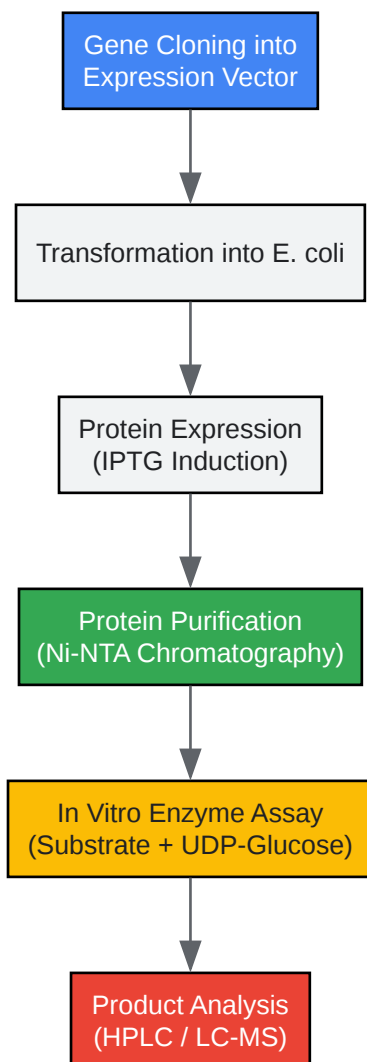 Gene Cloning into
Expression Vector
Transformation into E. coli
Protein Expression
(IPTG Induction)
Protein Purification
(Ni-NTA Chromatography)
In Vitro Enzyme Assay
(Substrate + UDP-Glucose)
Product Analysis
(HPLC / LC-MS)